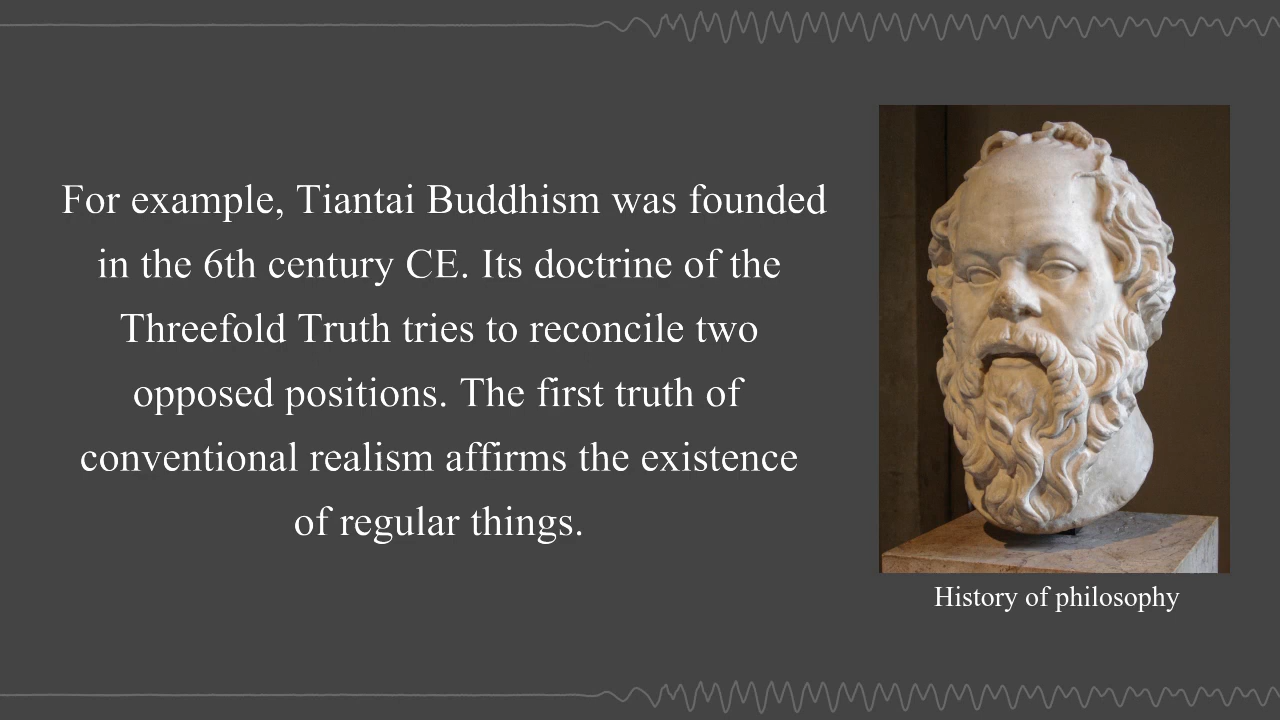 For example, Tiantai Buddhism was founded
in the 6th century CE. Its doctrine of the
Threefold Truth tries to reconcile two
opposed positions. The first truth of
conventional realism affirms the existence
of regular things.
History of philosophy